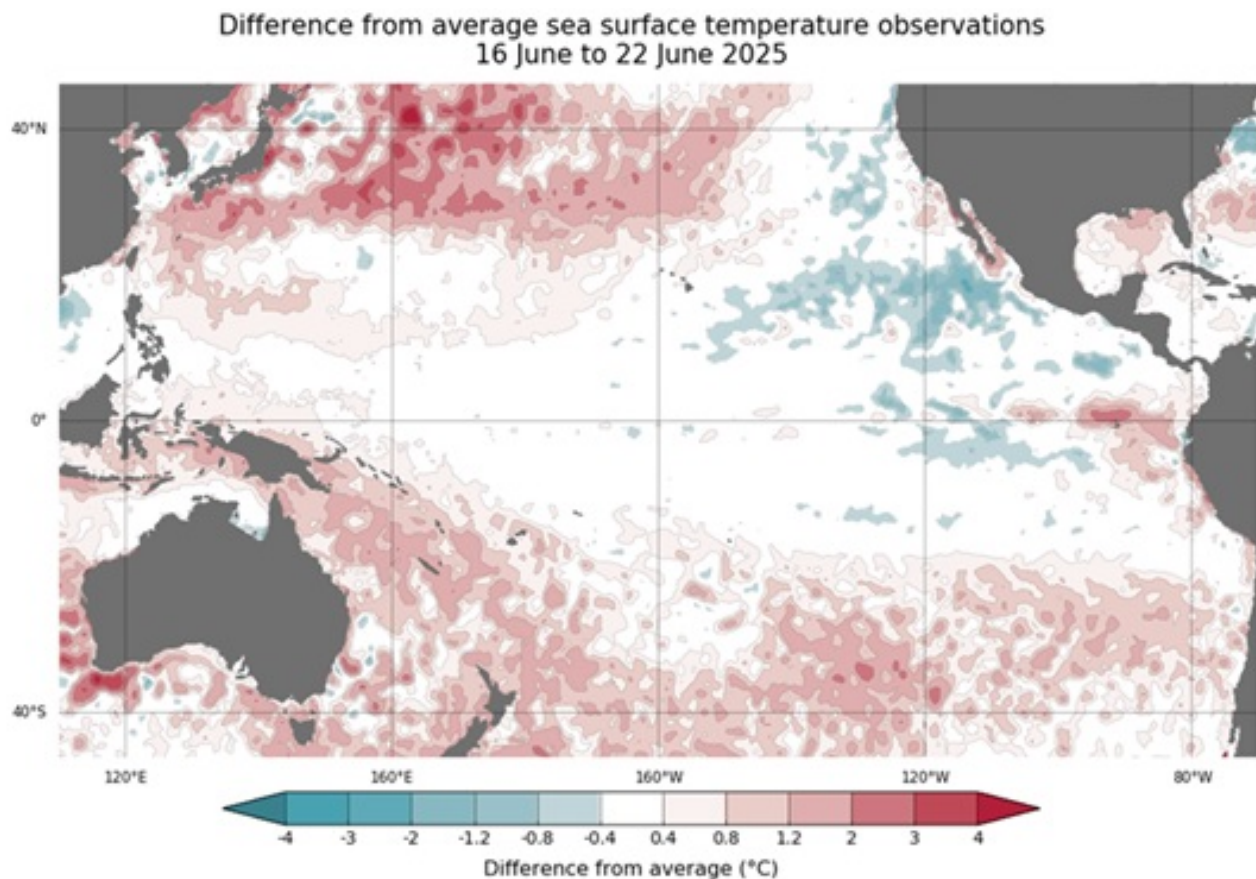 Difference from average sea surface temperature observations
16 June to 22 June 2025
40°N
0°
40°S
120°E 160°E 160°W 120°W 80°W
-4 -3 -2 -1.2 -0.8 -0.4 0.4 0.8 1.2 2 3 4
Difference from average (°C)